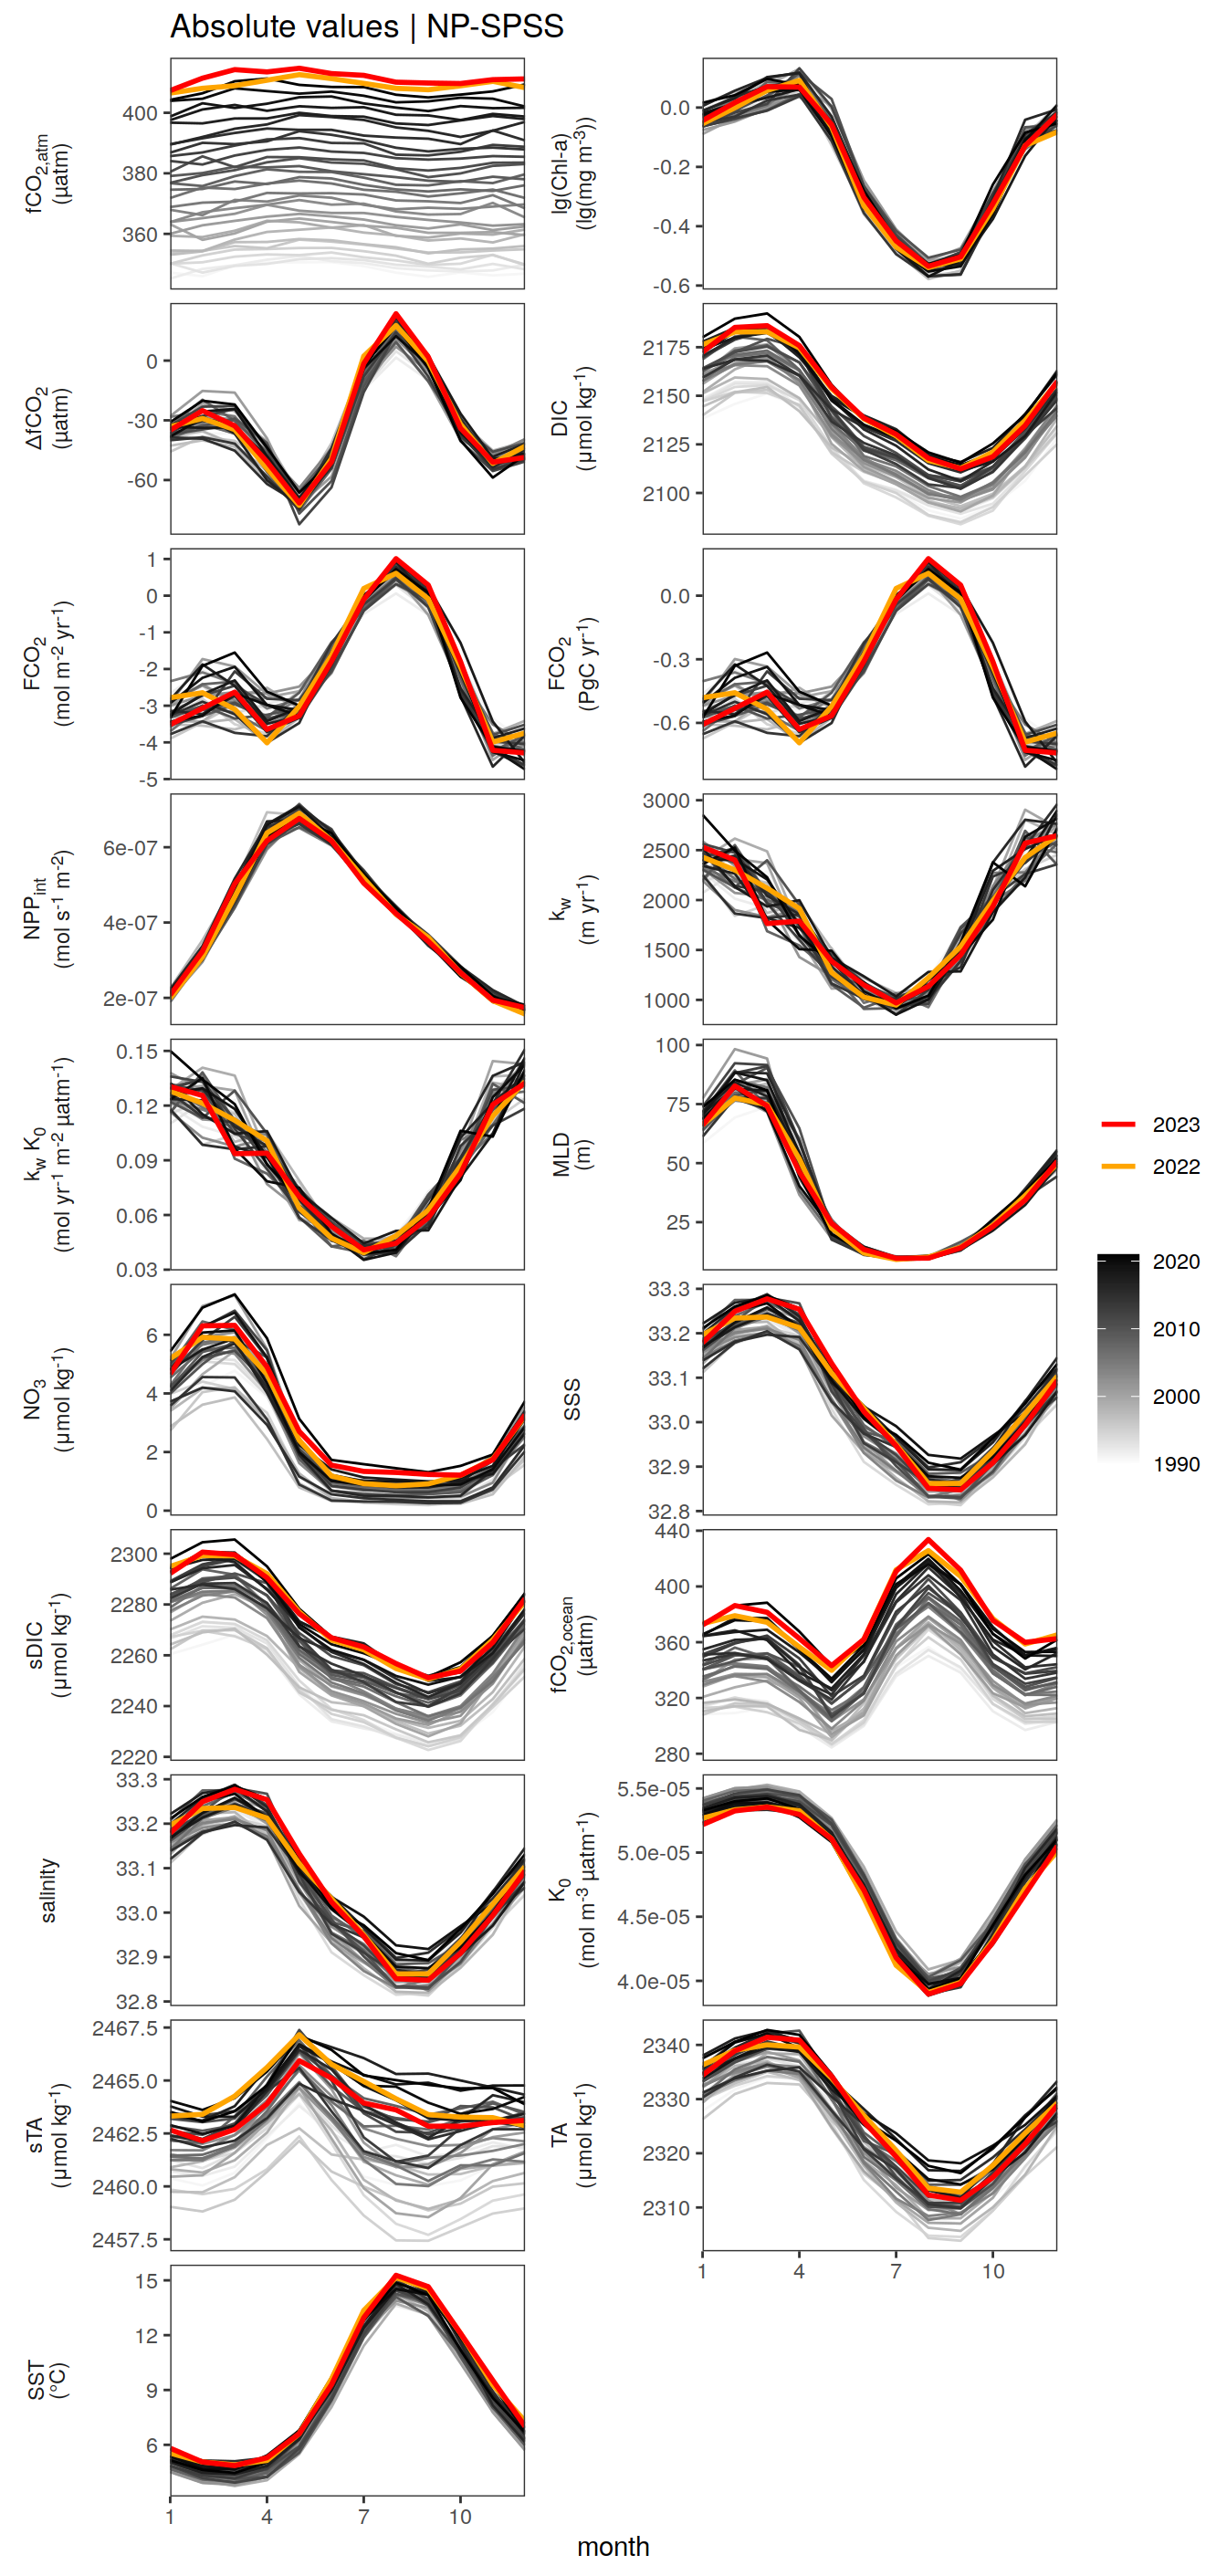 Absolute values | NP-SPSS
fCO2,atm
(µatm)
400
380
360
lg(Chl-a)
(lg(mg m-3))
0.0
-0.2
-0.4
-0.6
ΔfCO2
(µatm)
0
-30
-60
DIC
(µmol kg-1)
2175
2150
2125
2100
FCO2
(mol m-2 yr-1)
1
0
-1
-2
-3
-4
-5
FCO2
(PgC yr-1)
0.0
-0.3
-0.6
NPPint
(mol s-1 m-2)
6e-07
4e-07
2e-07
kw
(m yr-1)
3000
2500
2000
1500
1000
kw K0
(mol yr-1 m-2 µatm-1)
0.15
0.12
0.09
0.06
0.03
MLD
(m)
100
75
50
25
NO3
(µmol kg-1)
6
4
2
0
SSS
33.3
33.2
33.1
33.0
32.9
32.8
sDIC
(µmol kg-1)
2300
2280
2260
2240
2220
fCO2,ocean
(µatm)
440
400
360
320
280
salinity
33.3
33.2
33.1
33.0
32.9
32.8
K0
(mol m-3 µatm-1)
5.5e-05
5.0e-05
4.5e-05
4.0e-05
sTA
(µmol kg-1)
2467.5
2465.0
2462.5
2460.0
2457.5
TA
(µmol kg-1)
2340
2330
2320
2310
1 4 7 10
SST
(°C)
15
12
9
6
1 4 7 10
month
2023
2022
2020
2010
2000
1990